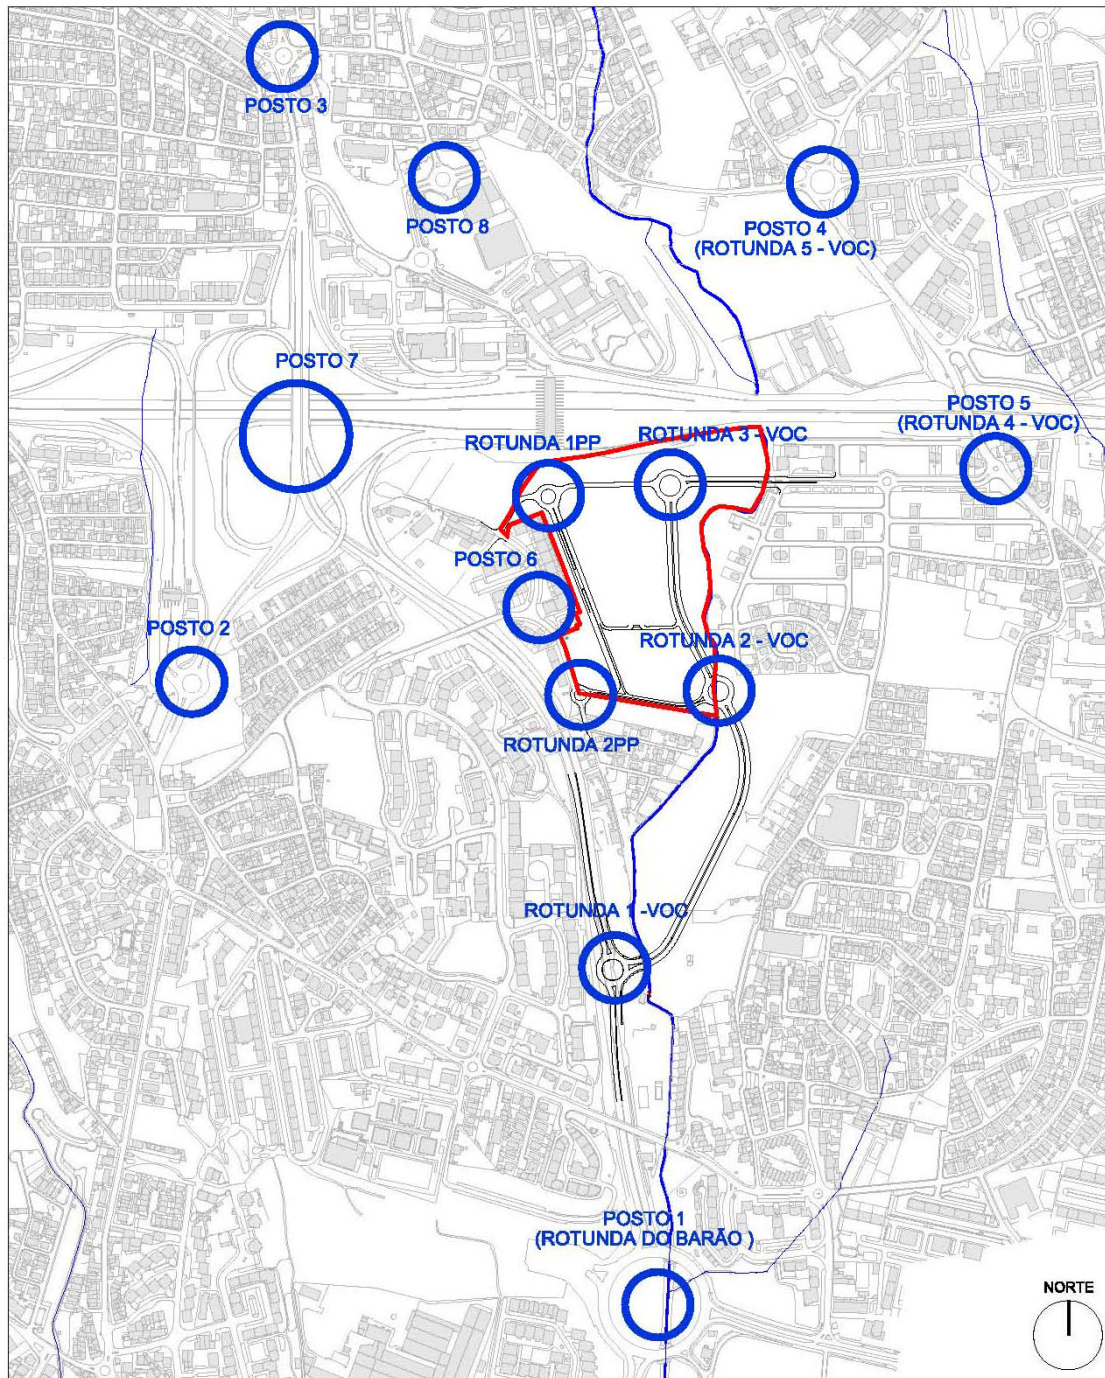 POSTO 3
POSTO 8
POSTO 4
(ROTUNDA 5 - VOC)
POSTO 7
POSTO 5
(ROTUNDA 4 - VOC)
ROTUNDA 1PP
ROTUNDA 3 - VOC
POSTO 6
POSTO 2
ROTUNDA 2 - VOC
ROTUNDA 2PP
ROTUNDA 1 -VOC
POSTO 1
(ROTUNDA DO BARÃO )
NORTE